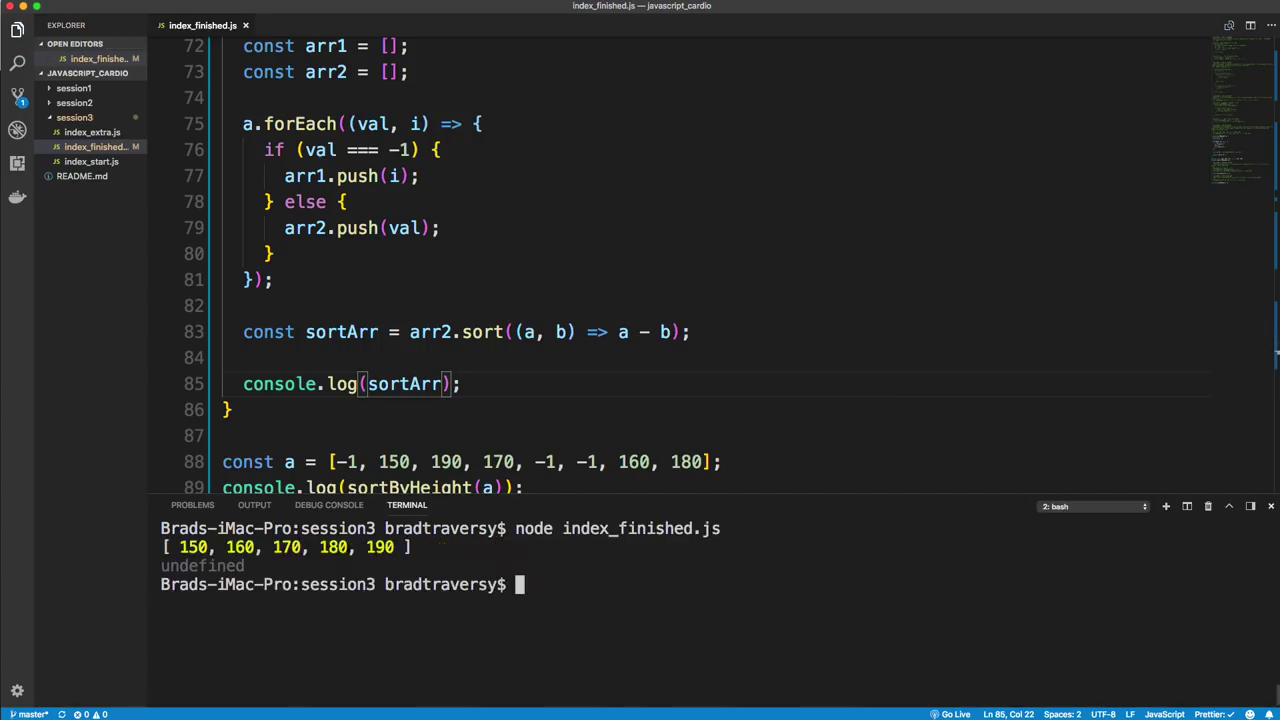 index_finished.js — javascript_cardio
EXPLORER
index_finished.js ×
OPEN EDITORS
index_finishe.. M
JAVASCRIPT_CARDIO
session1
session2
session3
index_extra.js
index_finished... M
index_start.js
README.md
1
72 const arr1 = [];
73 const arr2 = [];
74
75 a.forEach((val, i) => {
76 if (val === -1) {
77 arr1.push(i);
78 } else {
79 arr2.push(val);
80 }
81 });
82
83 const sortArr = arr2.sort((a, b) => a - b);
84
85 console.log(sortArr);
86 }
87
88 const a = [-1, 150, 190, 170, -1, -1, 160, 180];
89 console.log(sortByHeight(a));
PROBLEMS OUTPUT DEBUG CONSOLE TERMINAL 2: bash
Brads-iMac-Pro:session3 bradtraversy$ node index_finished.js
[ 150, 160, 170, 180, 190 ]
undefined
Brads-iMac-Pro:session3 bradtraversy$
master* 0 0 Go Live Ln 85, Col 22 Spaces: 2 UTF-8 LF JavaScript Prettier: ✓